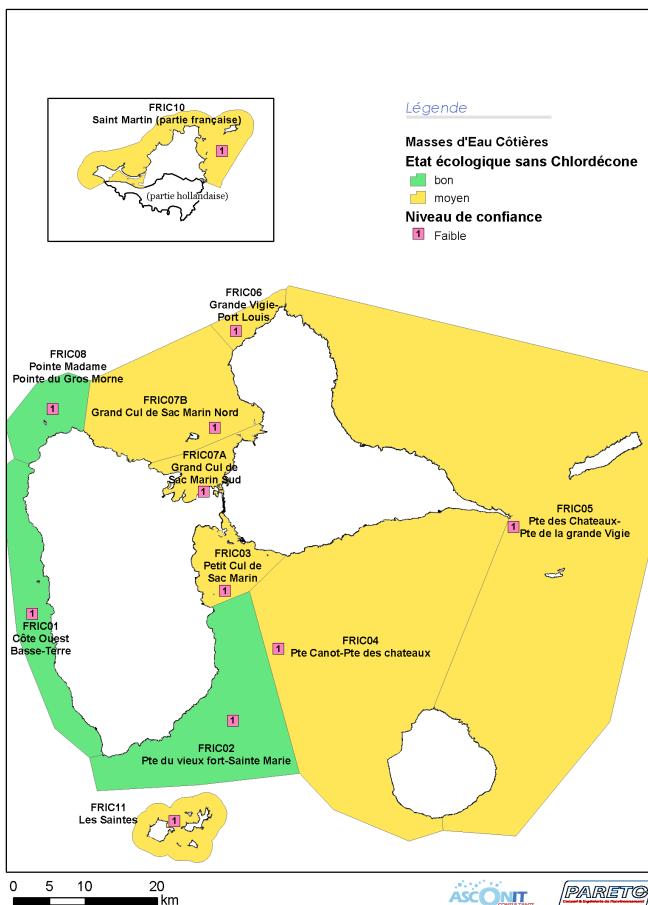 FRIC10
Saint Martin (partie française)
1
(partie hollandaise)
Légende
Masses d'Eau Côtières
Etat écologique sans Chlordécone
bon
moyen
Niveau de confiance
1 Faible
FRIC06
Grande Vigie-
Port Louis
1
FRIC08
Pointe Madame
Pointe du Gros Morne
1
FRIC07B
Grand Cul de Sac Marin Nord
1
FRIC07A
Grand Cul de
Sac Marin Sud
1
FRIC05
Pte des Chateaux-
Pte de la grande Vigie
1
FRIC03
Petit Cul de
Sac Marin
1
1
FRIC01
Côte Ouest
Basse-Terre
FRIC04
Pte Canot-Pte des chateaux
1
1
FRIC02
Pte du vieux fort-Sainte Marie
FRIC11
Les Saintes
1
0 5 10 20
km
ASCONIT
CONSULTANTS
PARETO
Conseil & Ingénierie de l'environnement